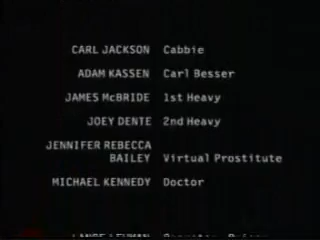 CARL JACKSON Cabbie
ADAM KASSEN Carl Besser
JAMES McBRIDE 1st Heavy
JOEY DENTE 2nd Heavy
JENNIFER REBECCA
BAILEY Virtual Prostitute
MICHAEL KENNEDY Doctor